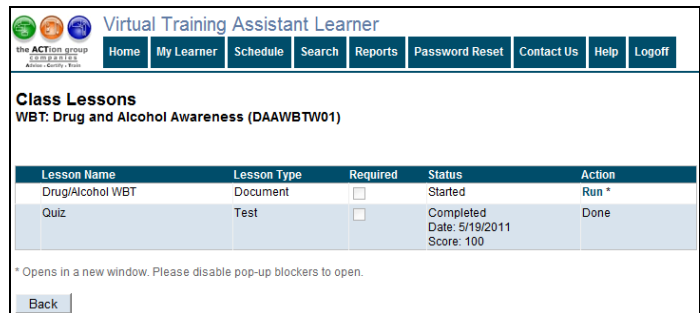 Virtual Training Assistant Learner
the ACTion group
companies
Advise - Certify - Train
Home My Learner Schedule Search Reports Password Reset Contact Us Help Logoff
Class Lessons
WBT: Drug and Alcohol Awareness (DAAWBTW01)
Lesson Name Lesson Type Required Status Action
Drug/Alcohol WBT Document Started Run *
Quiz Test Completed Done
Date: 5/19/2011
Score: 100
* Opens in a new window. Please disable pop-up blockers to open.
Back